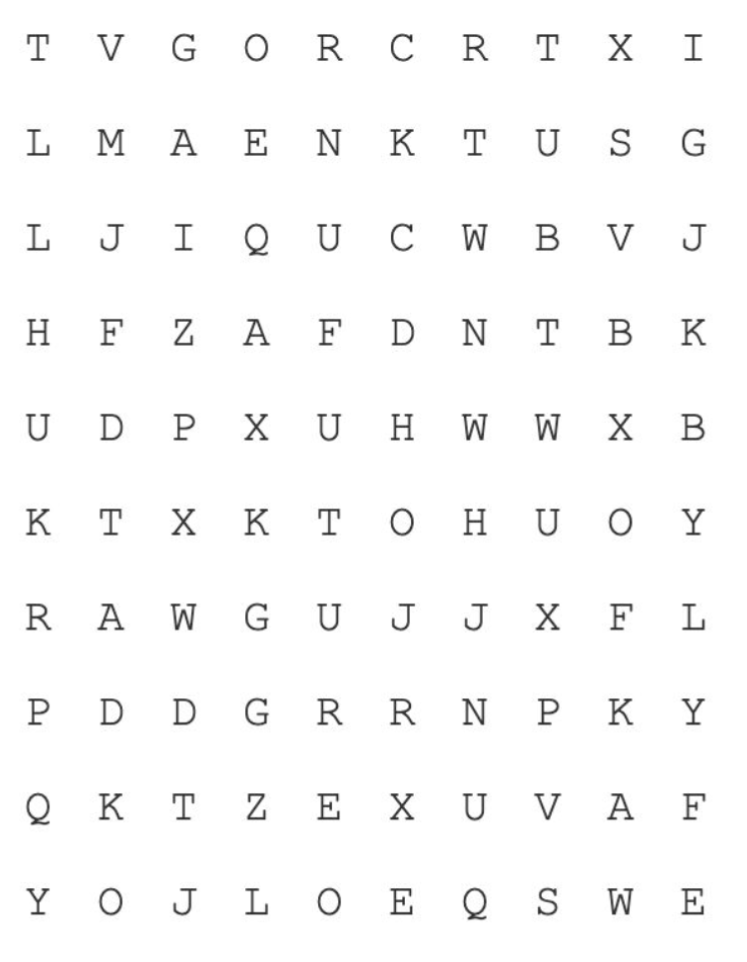 T V G O R C R T X I
L M A E N K T U S G
L J I Q U C W B V J
H F Z A F D N T B K
U D P X U H W W X B
K T X K T O H U O Y
R A W G U J J X F L
P D D G R R N P K Y
Q K T Z E X U V A F
Y O J L O E Q S W E